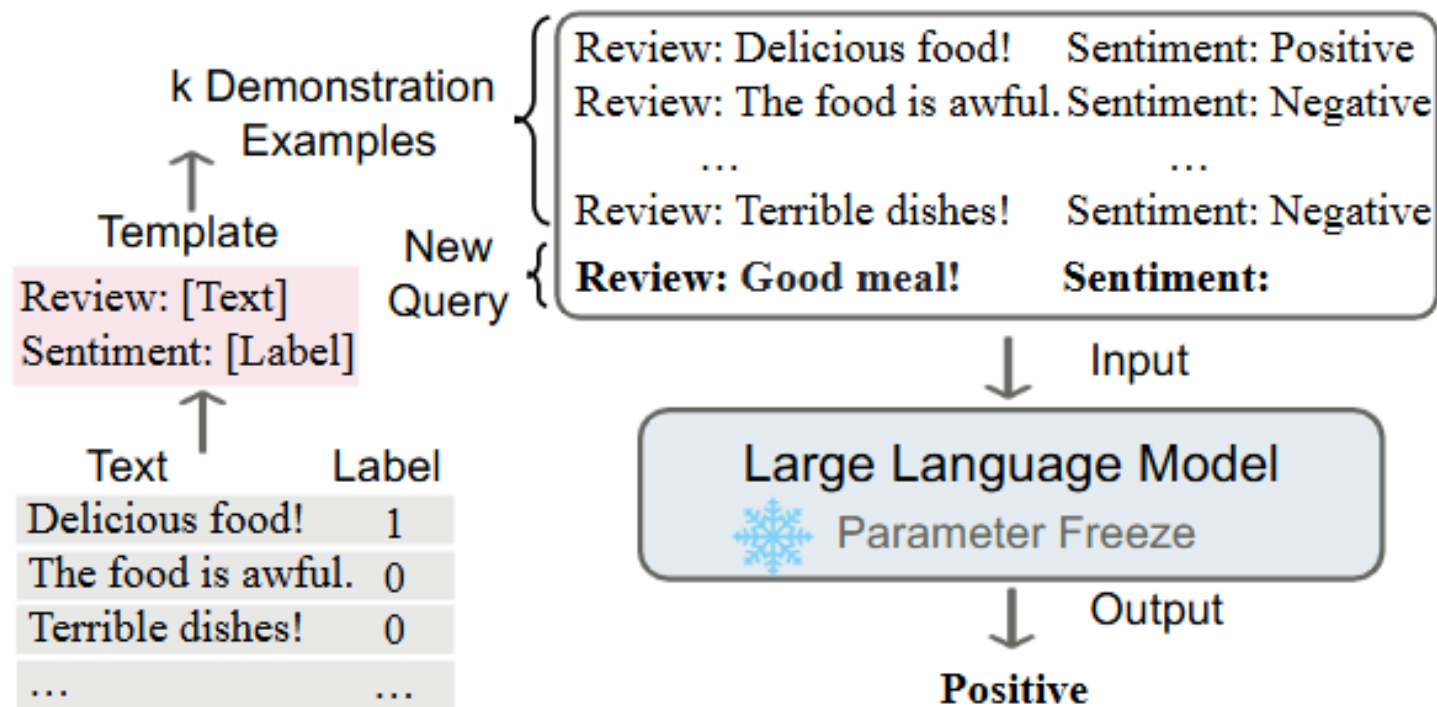 k Demonstration
Examples
Review: Delicious food! Sentiment: Positive
Review: The food is awful. Sentiment: Negative
... ...
Review: Terrible dishes! Sentiment: Negative
New
Query
Review: Good meal! Sentiment:
Template
Review: [Text]
Sentiment: [Label]
Text Label
Delicious food! 1
The food is awful. 0
Terrible dishes! 0
... ...
Input
Large Language Model
Parameter Freeze
Output
Positive